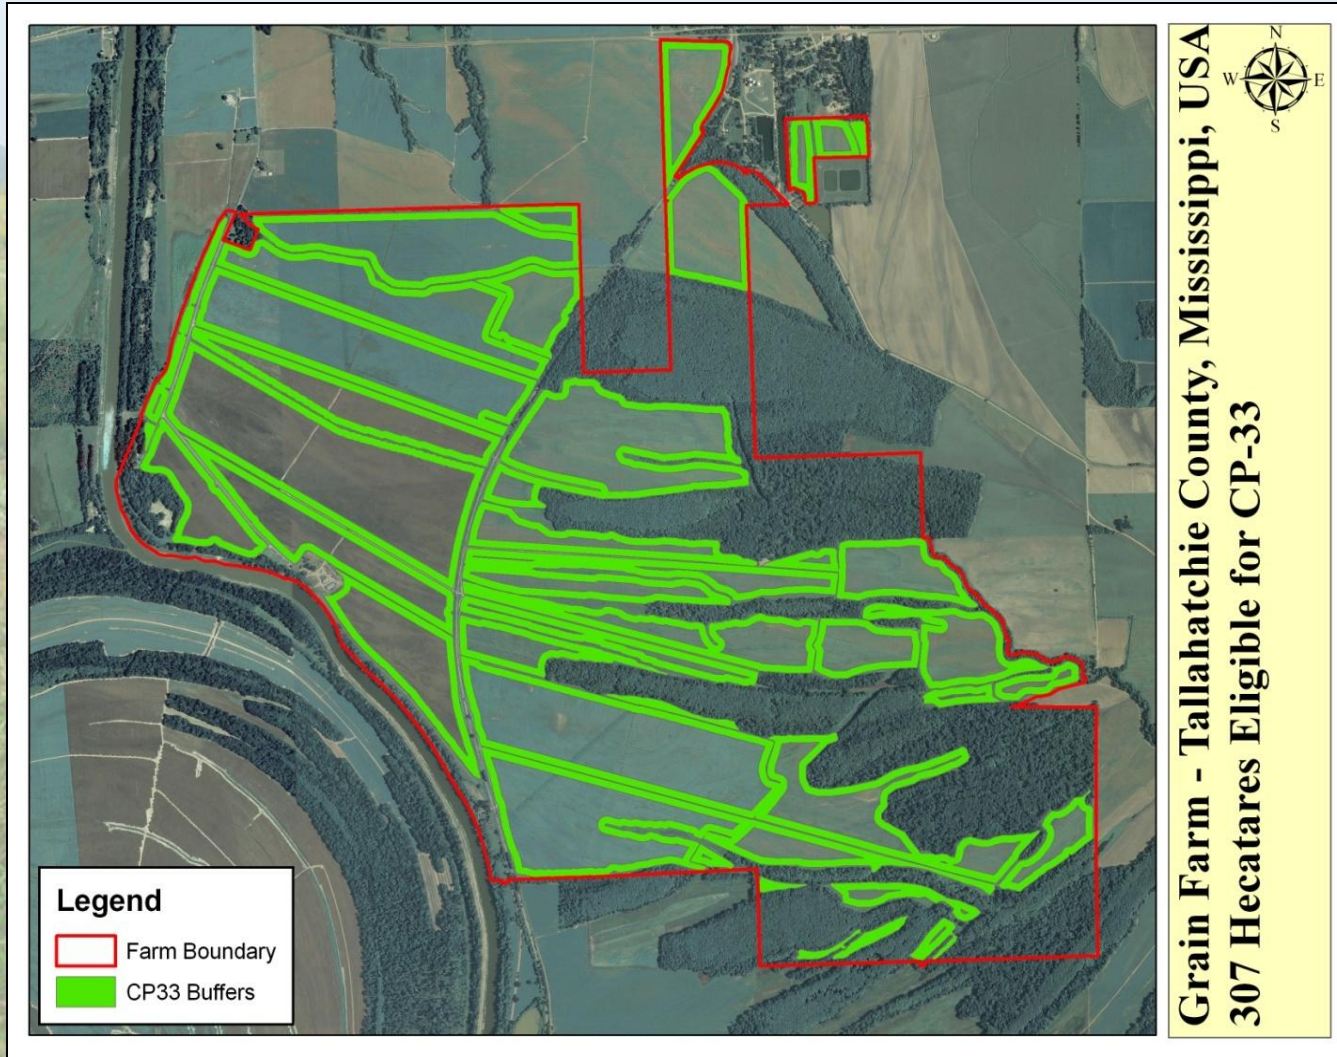 Grain Farm - Tallahatchie County, Mississippi, USA
307 Hecatares Eligible for CP-33
N
W E
S
Legend
Farm Boundary
CP33 Buffers